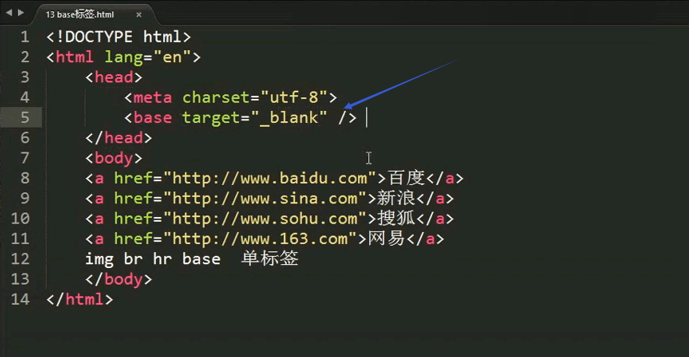 13 base标签.html
1 <!DOCTYPE html>
2 <html lang="en">
3 <head>
4 <meta charset="utf-8">
5 <base target="_blank" />
6 </head>
7 <body>
8 <a href="http://www.baidu.com">百度</a>
9 <a href="http://www.sina.com">新浪</a>
10 <a href="http://www.sohu.com">搜狐</a>
11 <a href="http://www.163.com">网易</a>
12 img br hr base 单标签
13 </body>
14 </html>